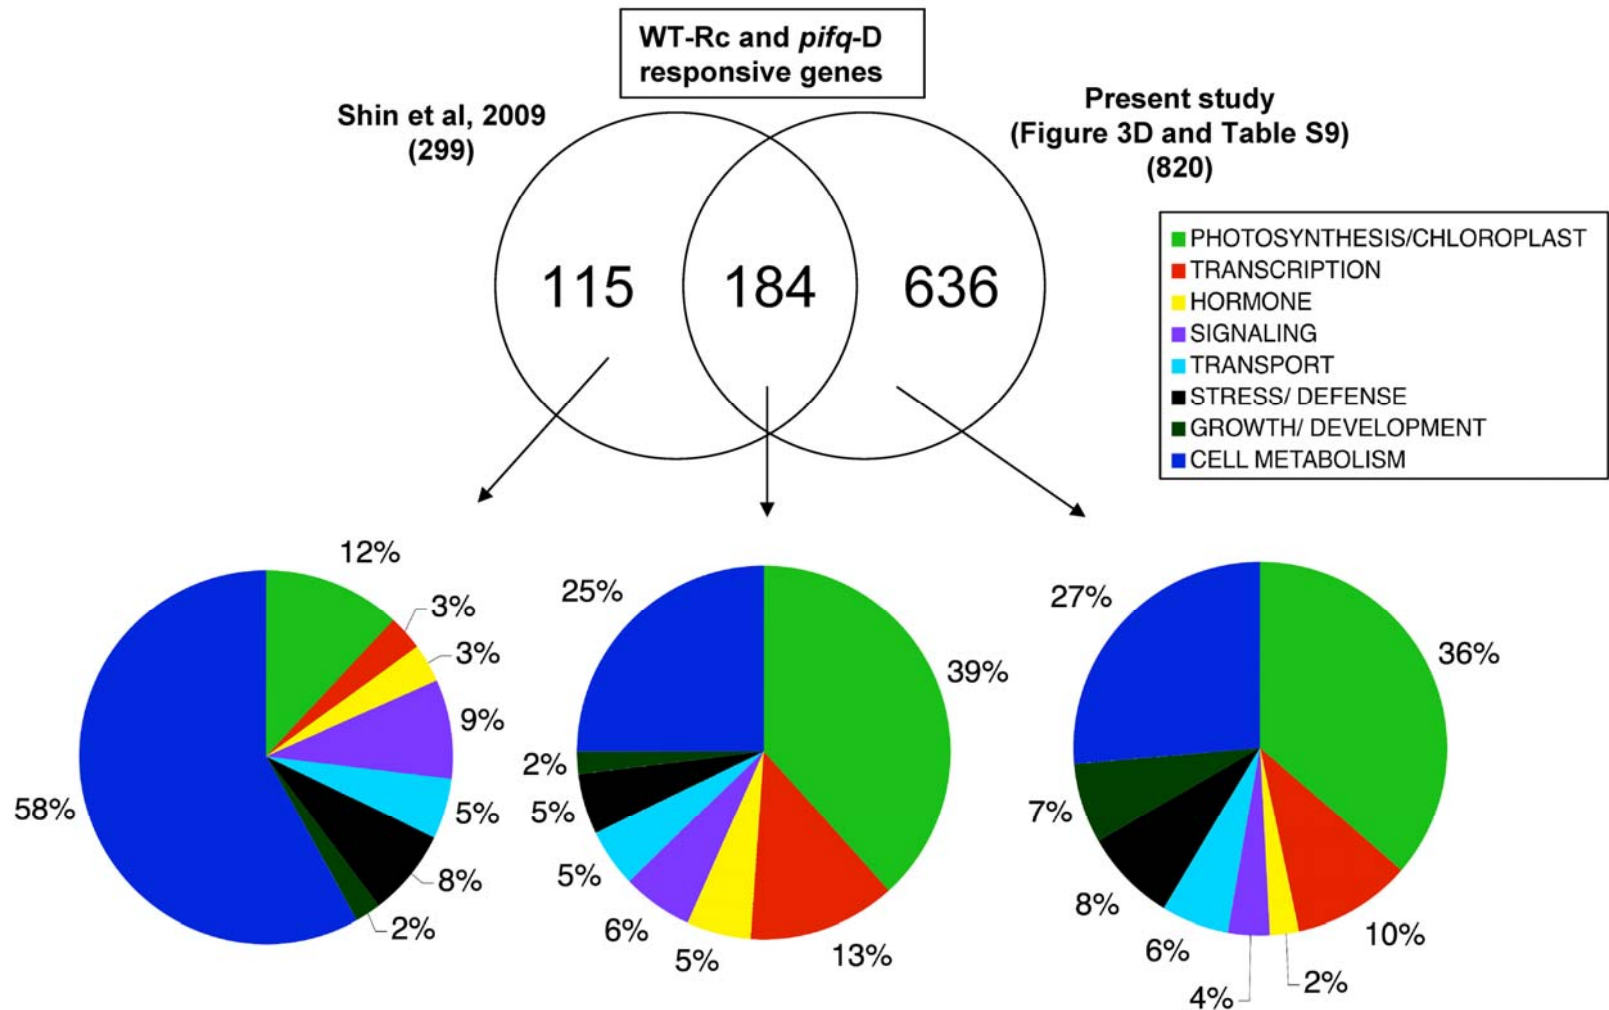 WT-Rc and pifq-D
responsive genes
Shin et al, 2009
(299)
Present study
(Figure 3D and Table S9)
(820)
115
184
636
PHOTOSYNTHESIS/CHLOROPLAST
TRANSCRIPTION
HORMONE
SIGNALING
TRANSPORT
STRESS/ DEFENSE
GROWTH/ DEVELOPMENT
CELL METABOLISM
12%
3%
3%
9%
5%
8%
2%
58%
25%
39%
13%
5%
6%
5%
5%
2%
27%
36%
10%
2%
4%
6%
8%
7%